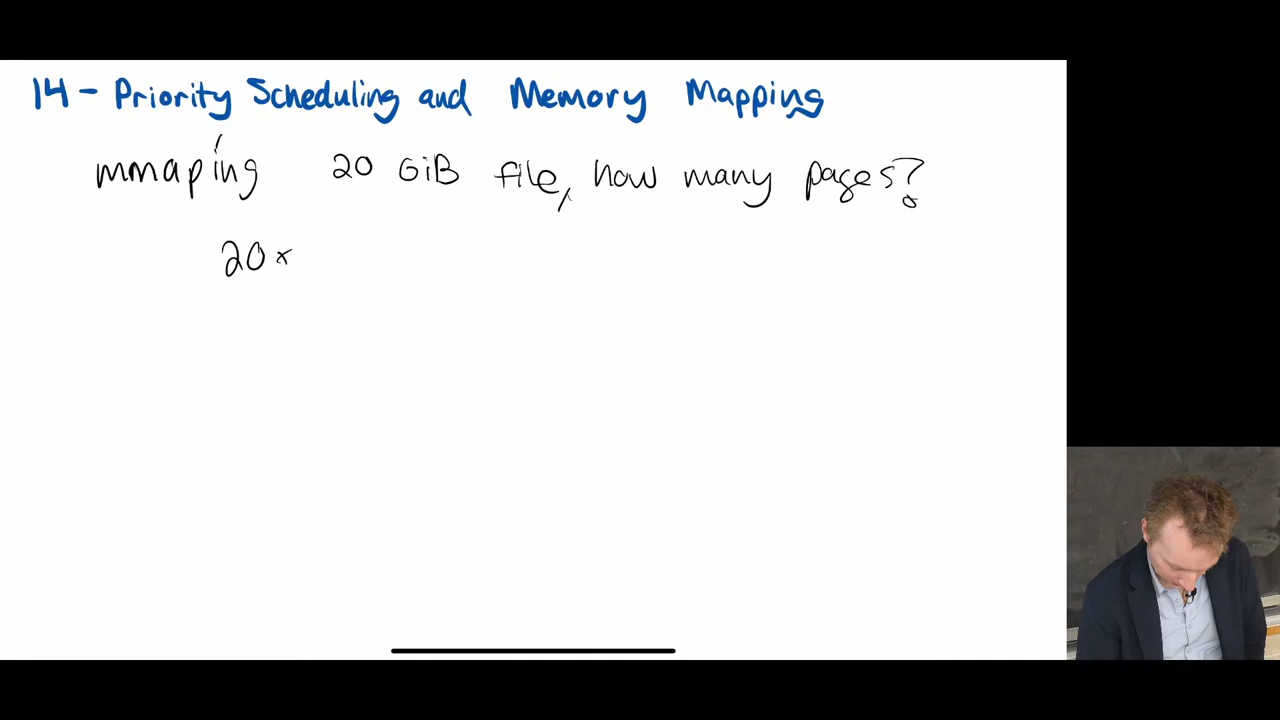 14 - Priority Scheduling and Memory Mapping
mmaping 20 GiB file, how many pages?
20 x